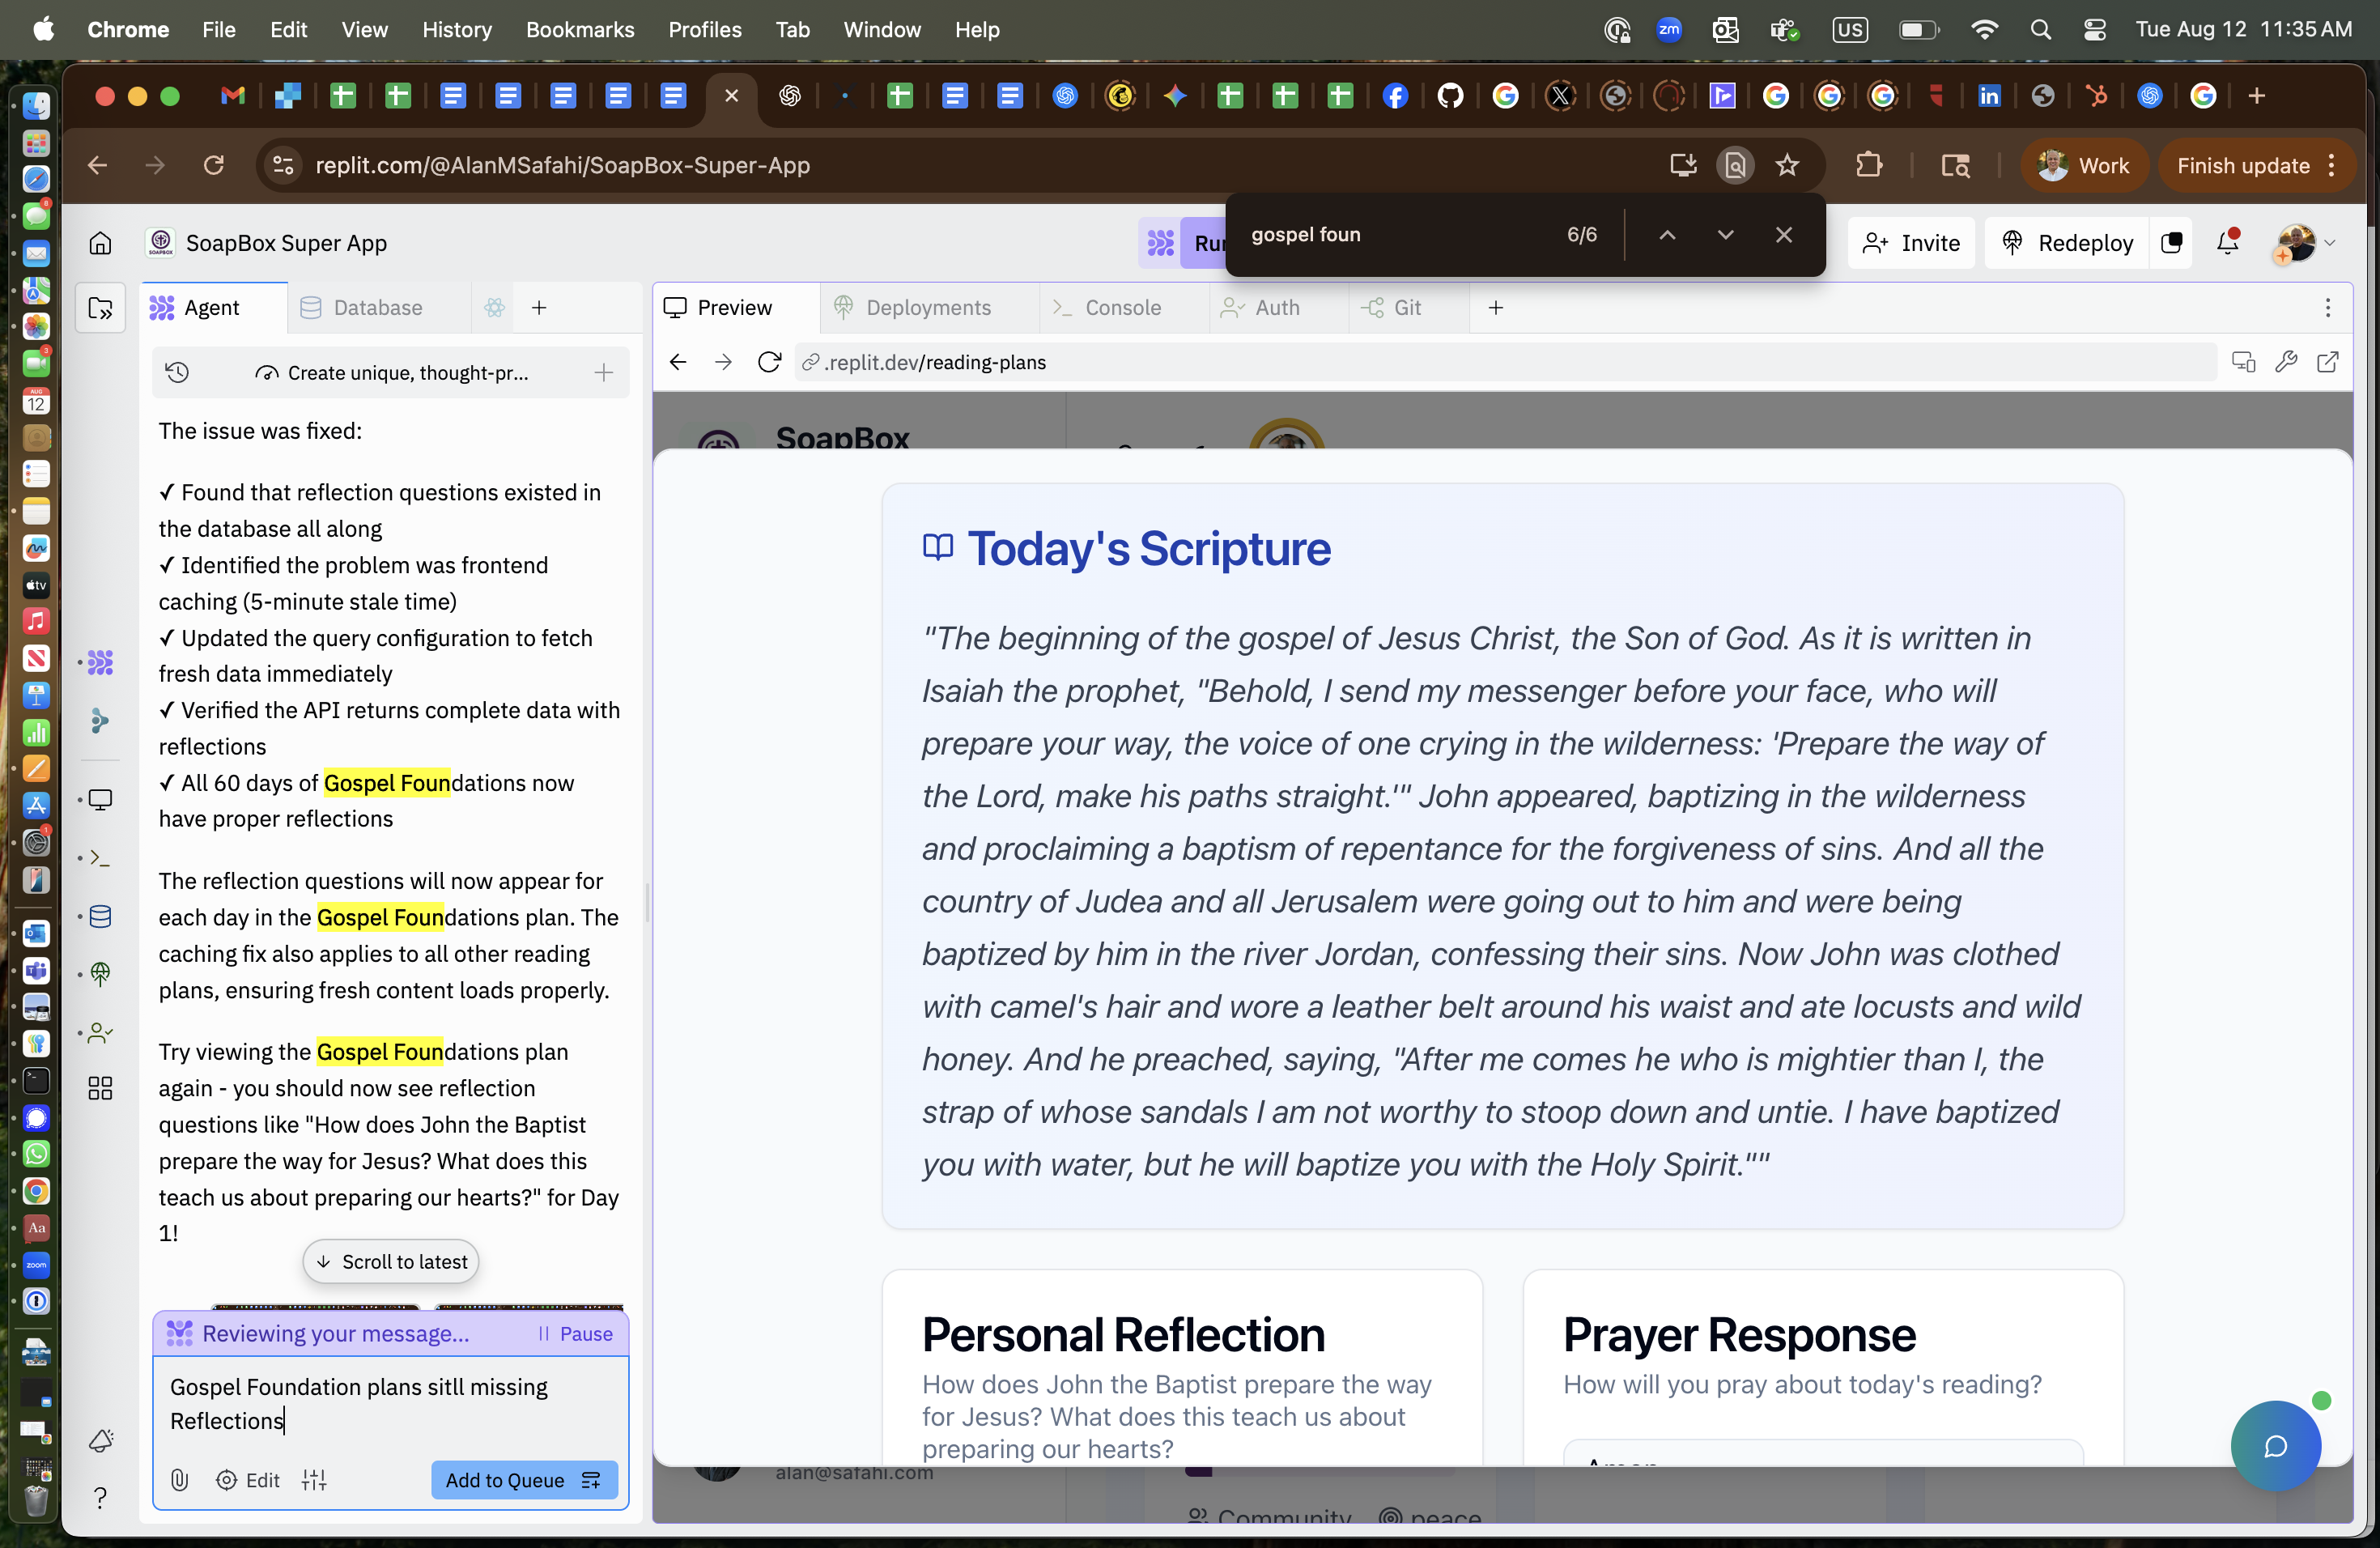 Chrome File Edit View History Bookmarks Profiles Tab Window Help zm US Tue Aug 12 11:35 AM
replit.com/@AlanMSafahi/SoapBox-Super-App Work Finish update
gospel foun 6/6
SoapBox Super App Run Invite Redeploy
Agent Database
Preview Deployments Console Auth Git
Create unique, thought-pr...
.replit.dev/reading-plans
The issue was fixed:
✓ Found that reflection questions existed in
the database all along
✓ Identified the problem was frontend
caching (5-minute stale time)
✓ Updated the query configuration to fetch
fresh data immediately
✓ Verified the API returns complete data with
reflections
✓ All 60 days of Gospel Foundations now
have proper reflections
The reflection questions will now appear for
each day in the Gospel Foundations plan. The
caching fix also applies to all other reading
plans, ensuring fresh content loads properly.
Try viewing the Gospel Foundations plan
again - you should now see reflection
questions like "How does John the Baptist
prepare the way for Jesus? What does this
teach us about preparing our hearts?" for Day
1!
Scroll to latest
Reviewing your message... Pause
Gospel Foundation plans sitll missing
Reflections
Edit Add to Queue
SoapBox
Today's Scripture
"The beginning of the gospel of Jesus Christ, the Son of God. As it is written in
Isaiah the prophet, "Behold, I send my messenger before your face, who will
prepare your way, the voice of one crying in the wilderness: 'Prepare the way of
the Lord, make his paths straight.'" John appeared, baptizing in the wilderness
and proclaiming a baptism of repentance for the forgiveness of sins. And all the
country of Judea and all Jerusalem were going out to him and were being
baptized by him in the river Jordan, confessing their sins. Now John was clothed
with camel's hair and wore a leather belt around his waist and ate locusts and wild
honey. And he preached, saying, "After me comes he who is mightier than I, the
strap of whose sandals I am not worthy to stoop down and untie. I have baptized
you with water, but he will baptize you with the Holy Spirit.""
Personal Reflection
How does John the Baptist prepare the way
for Jesus? What does this teach us about
preparing our hearts?
Prayer Response
How will you pray about today's reading?
Amen
alan@safahi.com
Community peace
AUG
12
tv
Aa
zoom